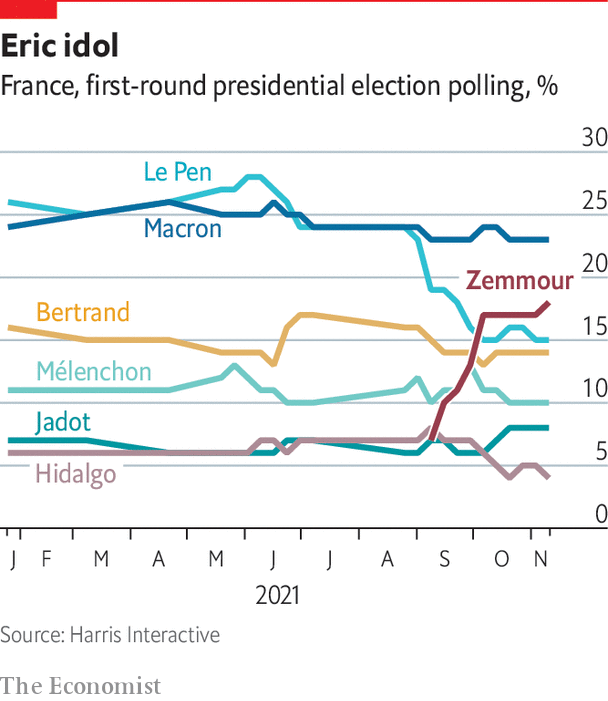 Eric idol
France, first-round presidential election polling, %
30
Le Pen
25
Macron
20
Zemmour
Bertrand
15
Mélenchon
10
Jadot
5
Hidalgo
0
J F M A M J J A S O N
2021
Source: Harris Interactive
The Economist